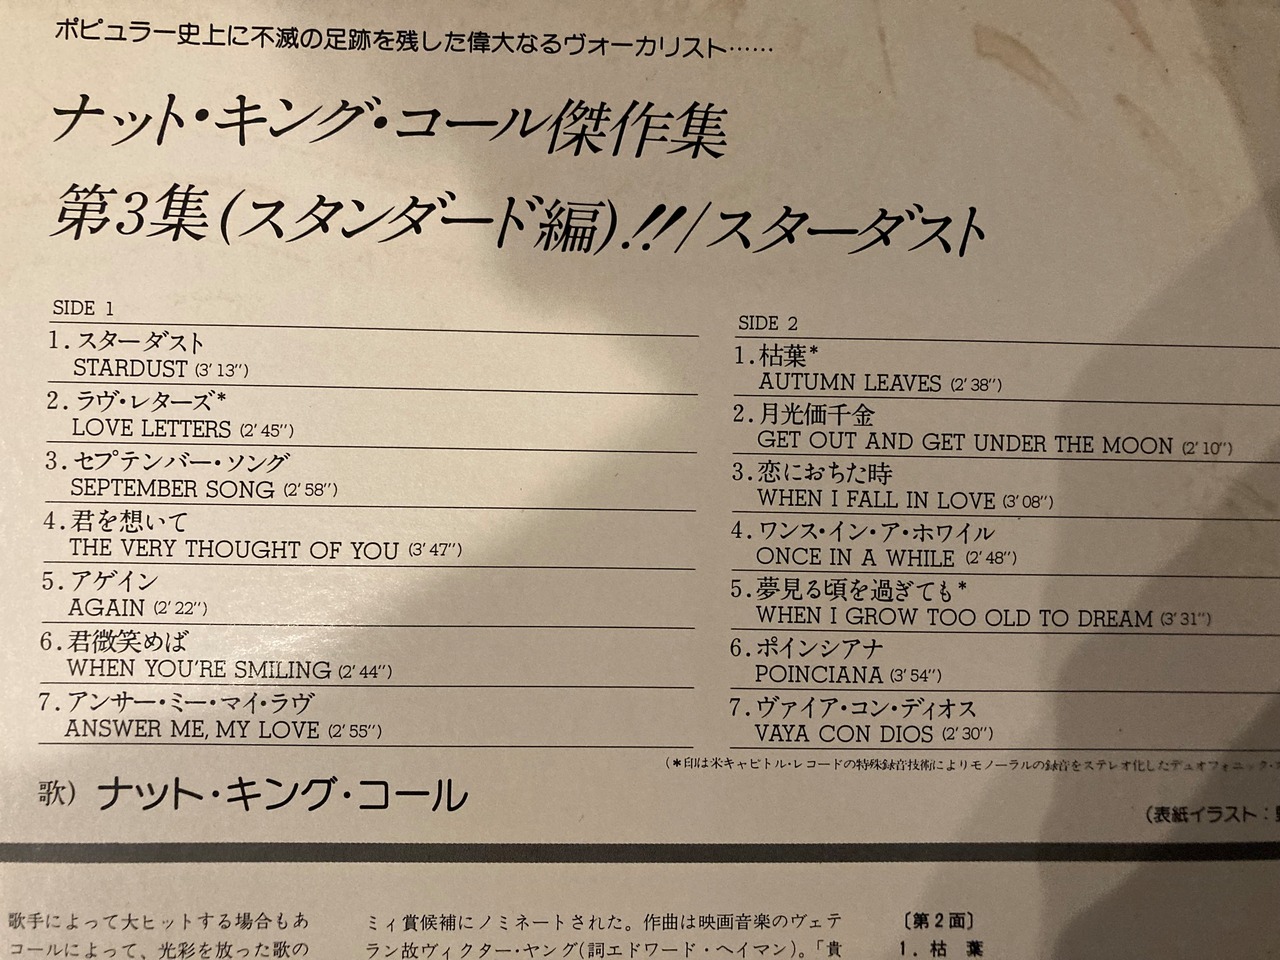 ポピュラー史上に不滅の足跡を残した偉大なるヴォーカリスト……
ナット・キング・コール傑作集
第3集(スタンダード編)!!/スターダスト
SIDE 1
1.スターダスト
STARDUST (3'13")
2.ラヴ・レターズ*
LOVE LETTERS (2'45")
3.セプテンバー・ソング
SEPTEMBER SONG (2'58")
4.君を想いて
THE VERY THOUGHT OF YOU (3'47")
5.アゲイン
AGAIN (2'22")
6.君微笑めば
WHEN YOU'RE SMILING (2'44")
7.アンサー・ミー・マイ・ラヴ
ANSWER ME, MY LOVE (2'55")
SIDE 2
1.枯葉*
AUTUMN LEAVES (2'38")
2.月光価千金
GET OUT AND GET UNDER THE MOON (2'10")
3.恋におちた時
WHEN I FALL IN LOVE (3'08")
4.ワンス・イン・ア・ホワイル
ONCE IN A WHILE (2'48")
5.夢見る頃を過ぎても*
WHEN I GROW TOO OLD TO DREAM (3'31")
6.ポインシアナ
POINCIANA (3'54")
7.ヴァイア・コン・ディオス
VAYA CON DIOS (2'30")
(*印は米キャピトル・レコードの特殊録音技術によりモノーラルの録音をステレオ化したデュオフォニック・
歌) ナット・キング・コール
(表紙イラスト:
歌手によって大ヒットする場合もあ
コールによって、光彩を放った歌の
ミィ賞候補にノミネートされた。作曲は映画音楽のヴェテ
ラン故ヴィクター・ヤング(詞エドワード・ヘイマン)。「貴
〔第2面〕
1.枯 葉